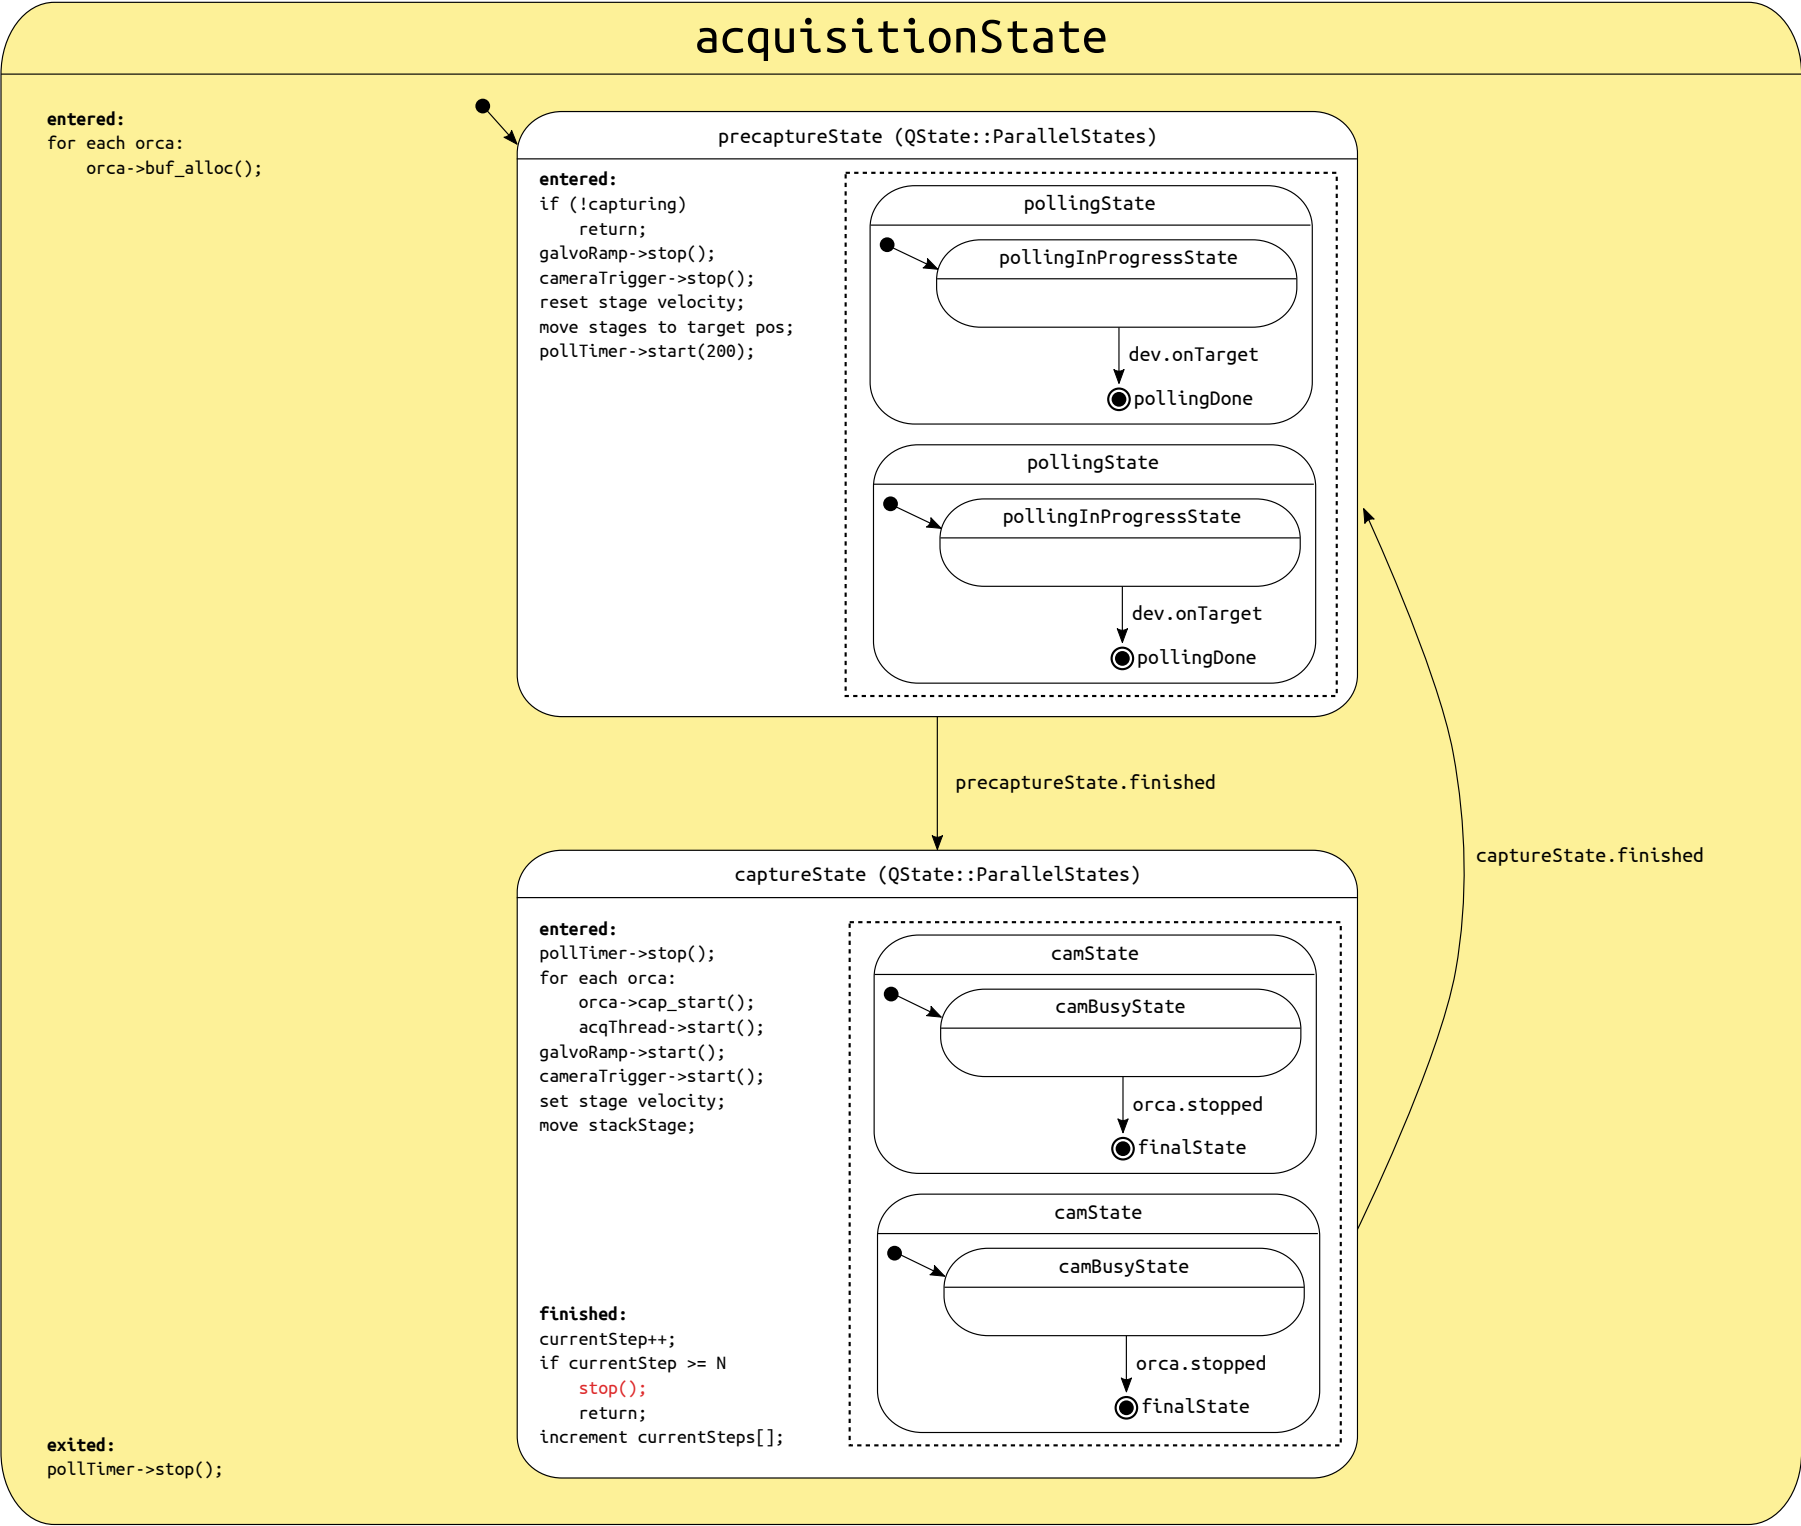 acquisitionState
entered:
for each orca:
    orca->buf_alloc();
precaptureState (QState::ParallelStates)
entered:
if (!capturing)
    return;
galvoRamp->stop();
cameraTrigger->stop();
reset stage velocity;
move stages to target pos;
pollTimer->start(200);
pollingState
pollingInProgressState
dev.onTarget
pollingDone
pollingState
pollingInProgressState
dev.onTarget
pollingDone
precaptureState.finished
captureState.finished
captureState (QState::ParallelStates)
entered:
pollTimer->stop();
for each orca:
    orca->cap_start();
    acqThread->start();
galvoRamp->start();
cameraTrigger->start();
set stage velocity;
move stackStage;
camState
camBusyState
orca.stopped
finalState
camState
camBusyState
orca.stopped
finalState
finished:
currentStep++;
if currentStep >= N
    stop();
    return;
increment currentSteps[];
exited:
pollTimer->stop();